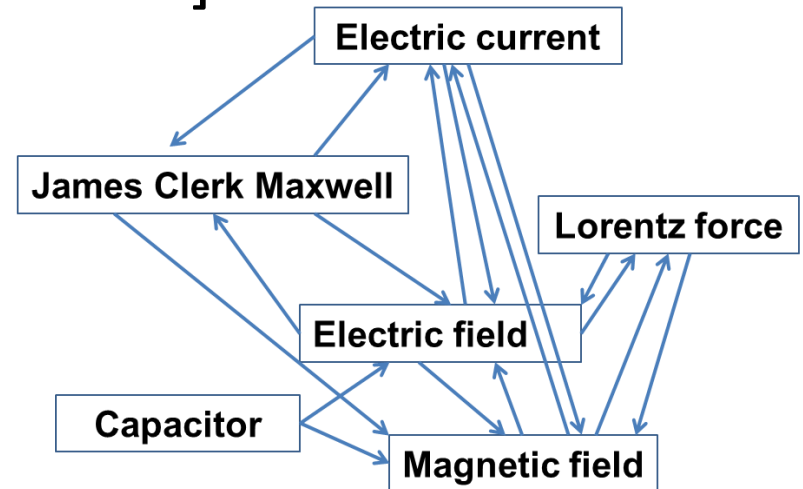 ]
Electric current
James Clerk Maxwell
Lorentz force
Electric field
Capacitor
Magnetic field